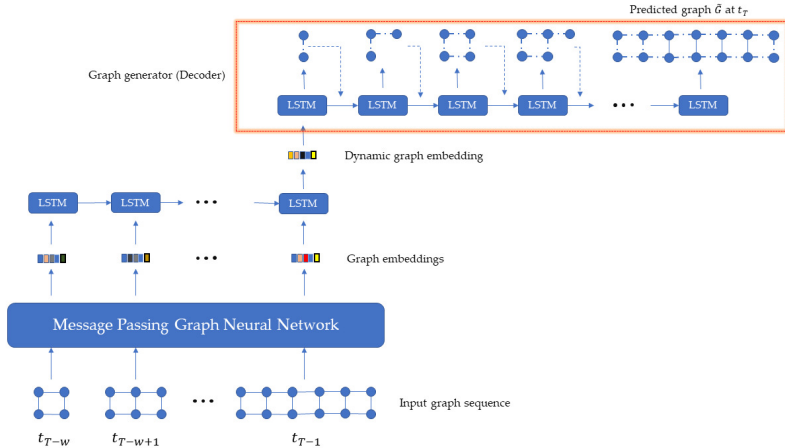 Predicted graph G̃ at t_T
Graph generator (Decoder)
LSTM LSTM LSTM LSTM ••• LSTM
Dynamic graph embedding
LSTM LSTM ••• LSTM
••• Graph embeddings
Message Passing Graph Neural Network
••• Input graph sequence
t_{T−w} t_{T−w+1} t_{T−1}